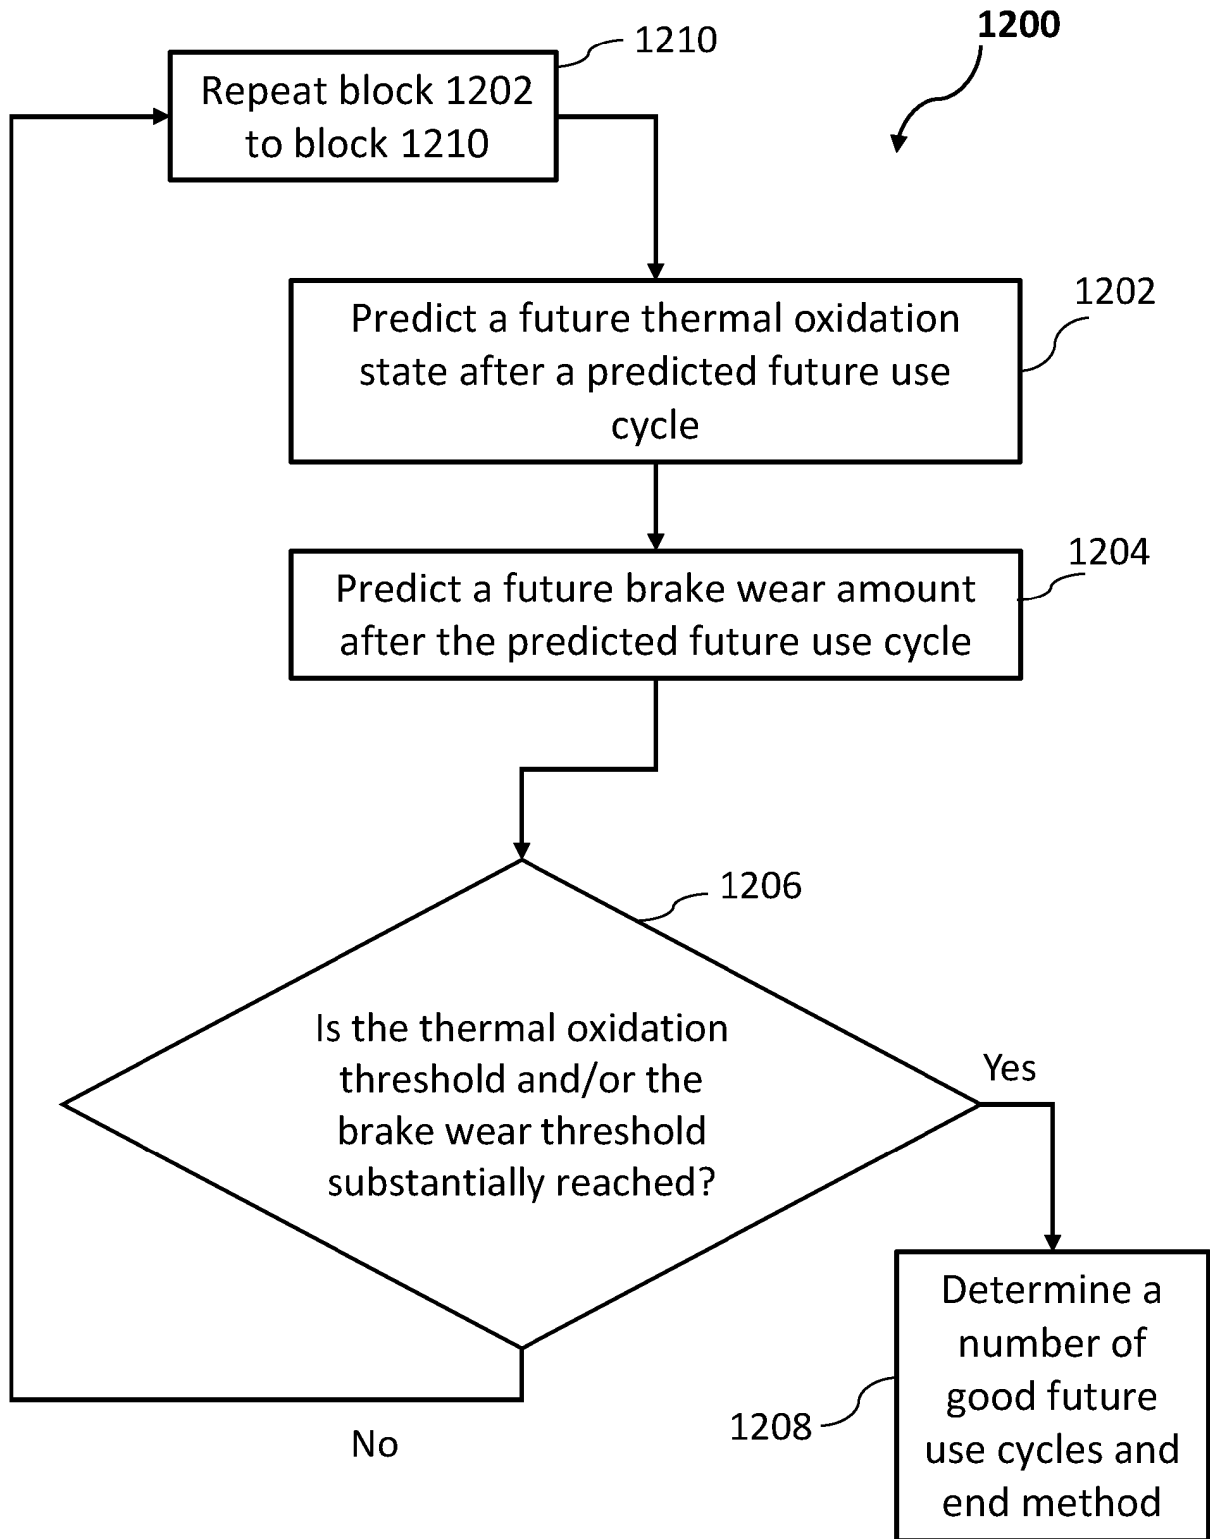 1200
1210
Repeat block 1202
to block 1210
1202
Predict a future thermal oxidation
state after a predicted future use
cycle
1204
Predict a future brake wear amount
after the predicted future use cycle
1206
Is the thermal oxidation
threshold and/or the
brake wear threshold
substantially reached?
Yes
No
1208
Determine a
number of
good future
use cycles and
end method